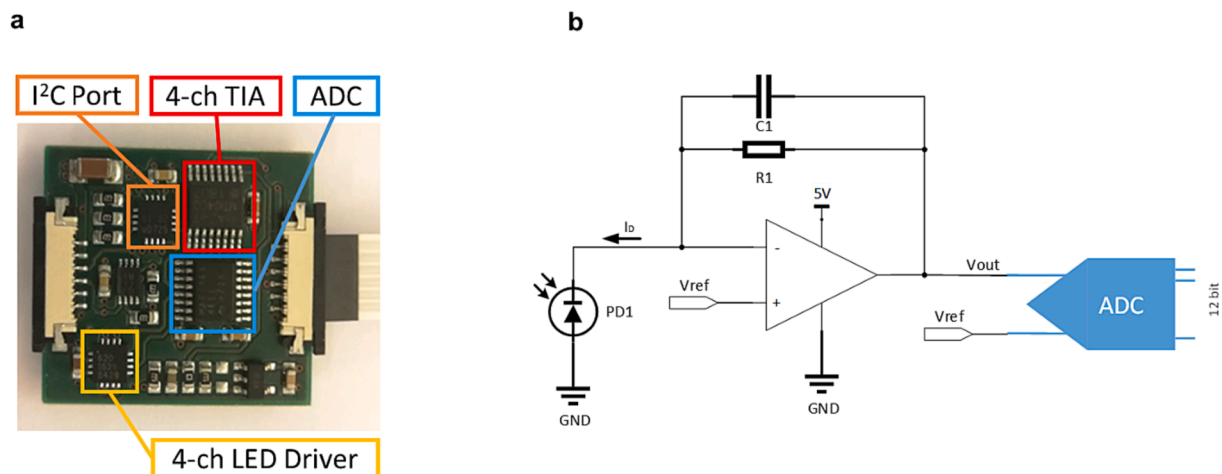 a
b
I²C Port
4-ch TIA
ADC
4-ch LED Driver
C1
R1
5V
I_D
-
+
Vref
PD1
GND
GND
Vout
Vref
ADC
12 bit